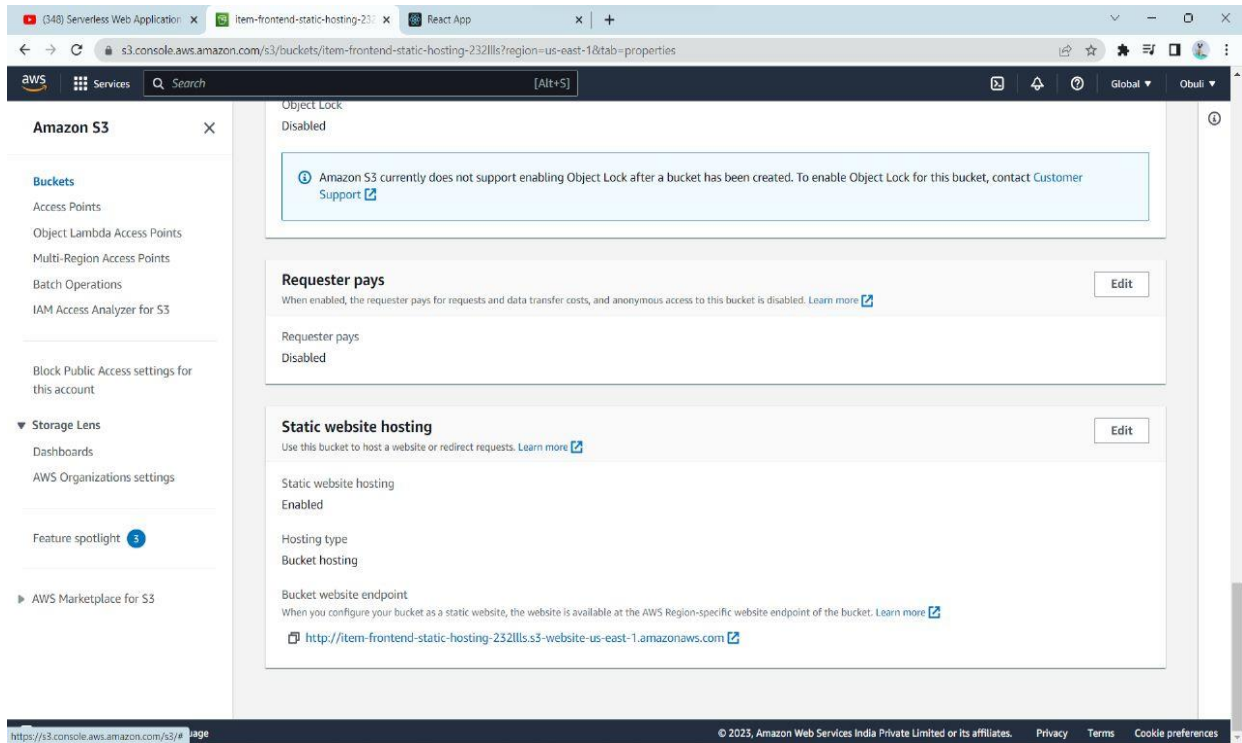 (348) Serverless Web Application
item-frontend-static-hosting-232
React App
s3.console.aws.amazon.com/s3/buckets/item-frontend-static-hosting-232llls?region=us-east-1&tab=properties
aws
Services
Search
[Alt+S]
Global
Obuli
Amazon S3
Buckets
Access Points
Object Lambda Access Points
Multi-Region Access Points
Batch Operations
IAM Access Analyzer for S3
Block Public Access settings for
this account
Storage Lens
Dashboards
AWS Organizations settings
Feature spotlight 3
AWS Marketplace for S3
Object Lock
Disabled
Amazon S3 currently does not support enabling Object Lock after a bucket has been created. To enable Object Lock for this bucket, contact Customer
Support
Requester pays
Edit
When enabled, the requester pays for requests and data transfer costs, and anonymous access to this bucket is disabled. Learn more
Requester pays
Disabled
Static website hosting
Edit
Use this bucket to host a website or redirect requests. Learn more
Static website hosting
Enabled
Hosting type
Bucket hosting
Bucket website endpoint
When you configure your bucket as a static website, the website is available at the AWS Region-specific website endpoint of the bucket. Learn more
http://item-frontend-static-hosting-232llls.s3-website-us-east-1.amazonaws.com
https://s3.console.aws.amazon.com/s3/#
uage
© 2023, Amazon Web Services India Private Limited or its affiliates.
Privacy
Terms
Cookie preferences